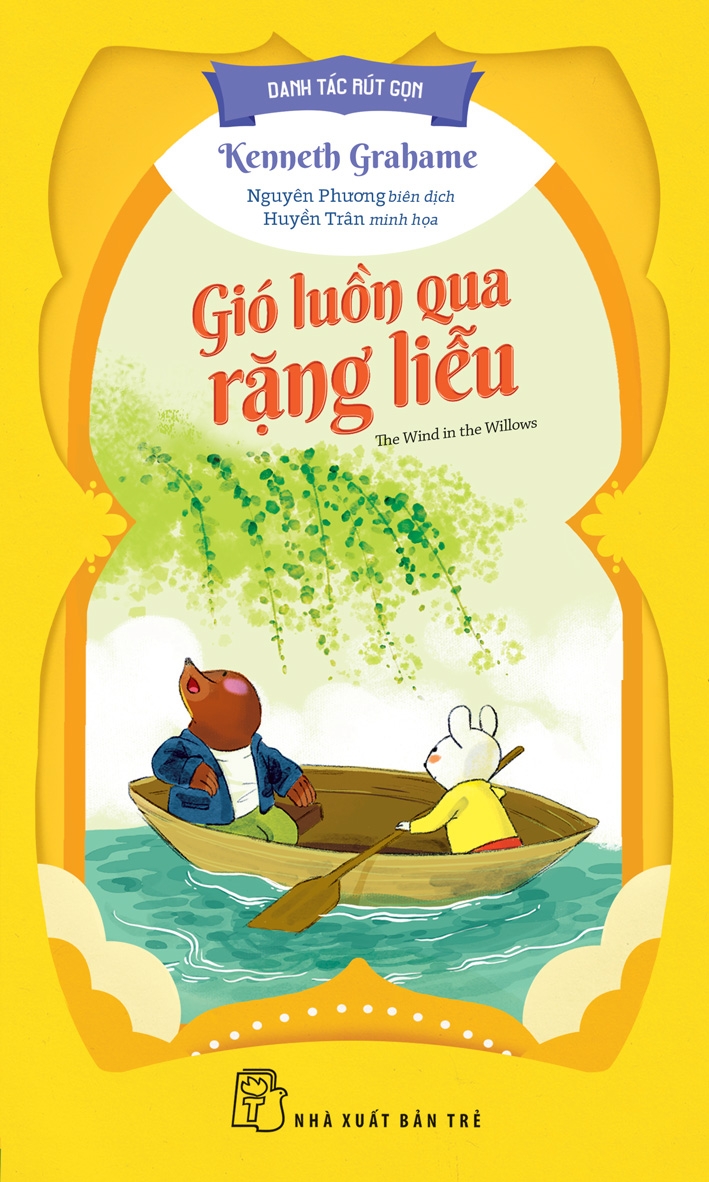 DANH TÁC RÚT GỌN
Kenneth Grahame
Nguyên Phương biên dịch
Huyền Trân minh họa
Gió luồn qua
rặng liễu
The Wind in the Willows
T
NHÀ XUẤT BẢN TRẺ